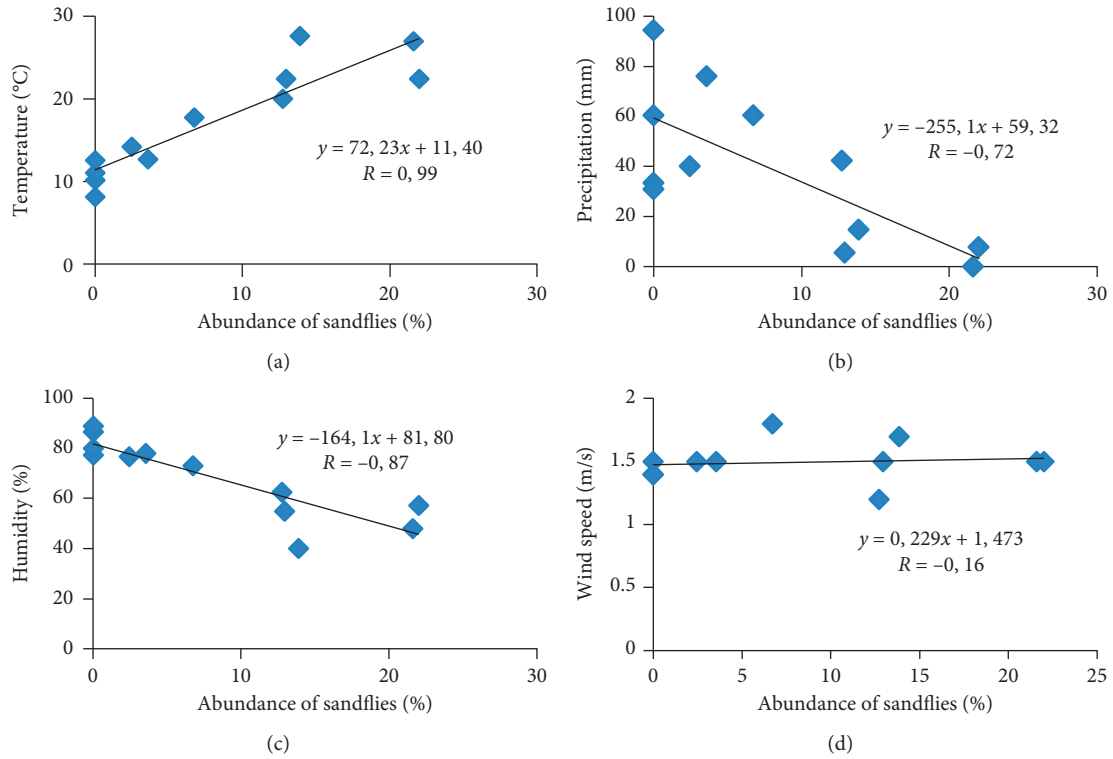 30
20
10
0
Temperature (°C)
y = 72, 23x + 11, 40
R = 0, 99
0 10 20 30
Abundance of sandflies (%)
(a)
100
80
60
40
20
0
Precipitation (mm)
y = –255, 1x + 59, 32
R = –0, 72
0 10 20 30
Abundance of sandflies (%)
(b)
100
80
60
40
20
0
Humidity (%)
y = –164, 1x + 81, 80
R = –0, 87
0 10 20 30
Abundance of sandflies (%)
(c)
2
1.5
1
0.5
0
Wind speed (m/s)
y = 0, 229x + 1, 473
R = –0, 16
0 5 10 15 20 25
Abundance of sandflies (%)
(d)